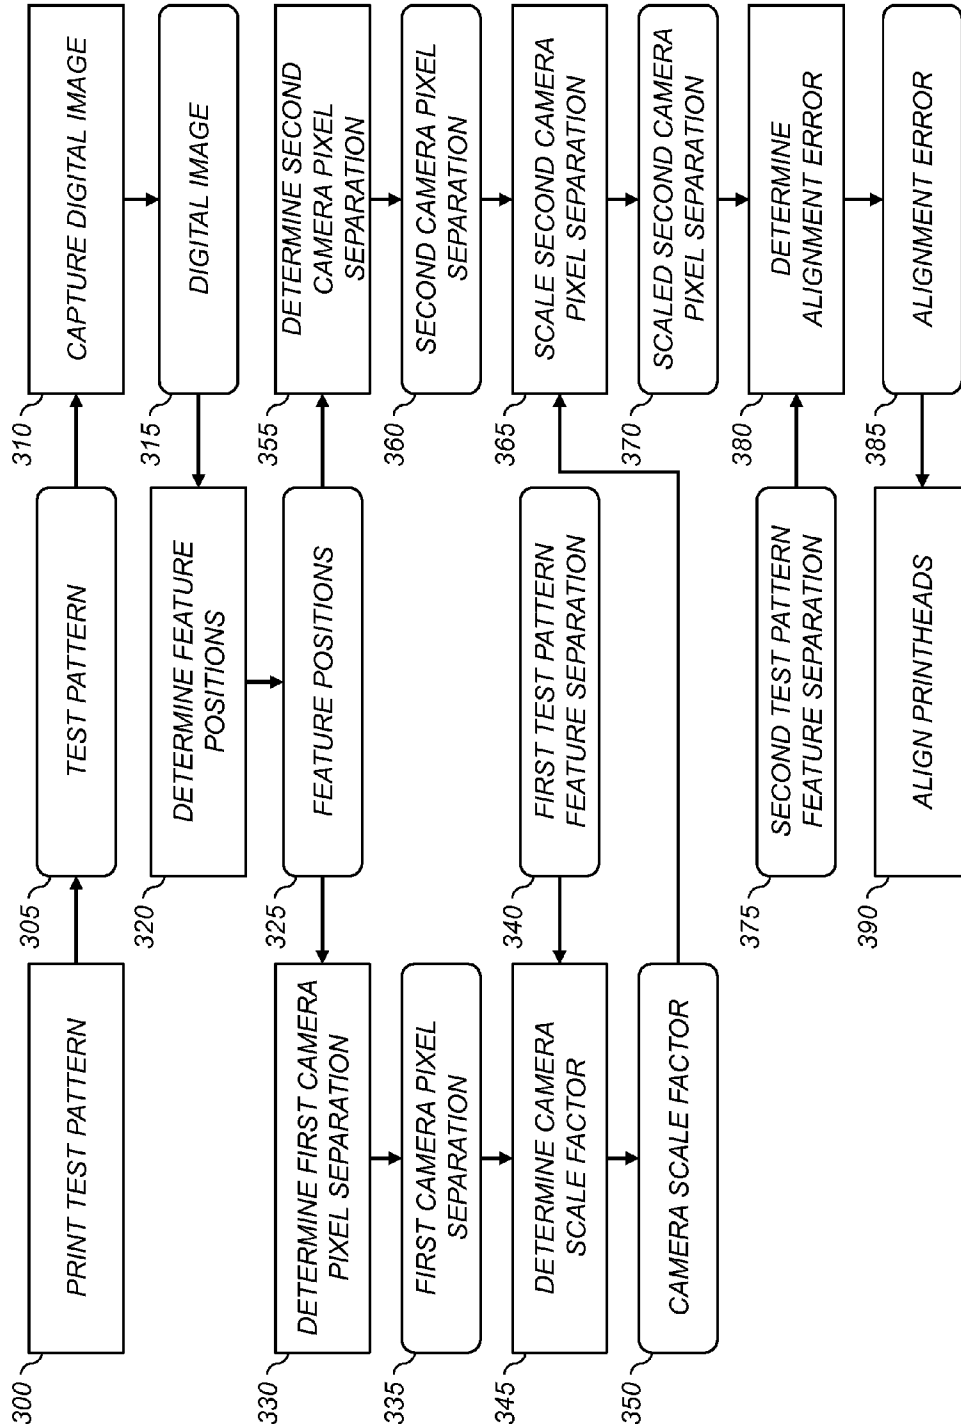 300
PRINT TEST PATTERN
305
TEST PATTERN
310
CAPTURE DIGITAL IMAGE
315
DIGITAL IMAGE
320
DETERMINE FEATURE
POSITIONS
325
FEATURE POSITIONS
330
DETERMINE FIRST CAMERA
PIXEL SEPARATION
335
FIRST CAMERA PIXEL
SEPARATION
340
FIRST TEST PATTERN
FEATURE SEPARATION
345
DETERMINE CAMERA
SCALE FACTOR
350
CAMERA SCALE FACTOR
355
DETERMINE SECOND
CAMERA PIXEL
SEPARATION
360
SECOND CAMERA PIXEL
SEPARATION
365
SCALE SECOND CAMERA
PIXEL SEPARATION
370
SCALED SECOND CAMERA
PIXEL SEPARATION
375
SECOND TEST PATTERN
FEATURE SEPARATION
380
DETERMINE
ALIGNMENT ERROR
385
ALIGNMENT ERROR
390
ALIGN PRINTHEADS